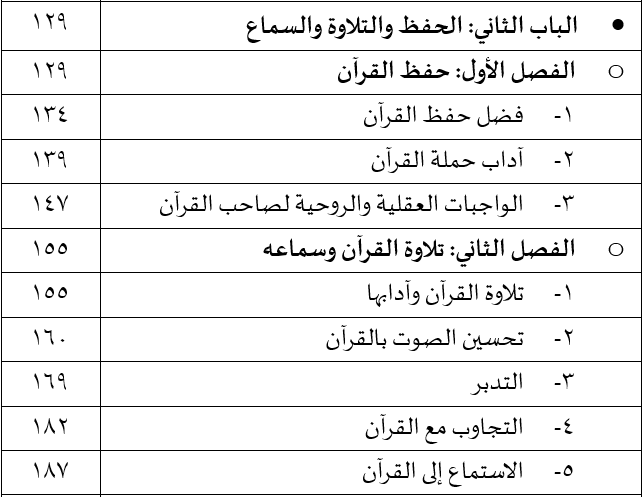 ● الباب الثاني: الحفظ والتلاوة والسماع ١٢٩
○ الفصل الأول: حفظ القرآن ١٢٩
١- فضل حفظ القرآن ١٣٤
٢- آداب حملة القرآن ١٣٩
٣- الواجبات العقلية والروحية لصاحب القرآن ١٤٧
○ الفصل الثاني: تلاوة القرآن وسماعه ١٥٥
١- تلاوة القرآن وآدابها ١٥٥
٢- تحسين الصوت بالقرآن ١٦٠
٣- التدبر ١٦٩
٤- التجاوب مع القرآن ١٨٢
٥- الاستماع إلى القرآن ١٨٧